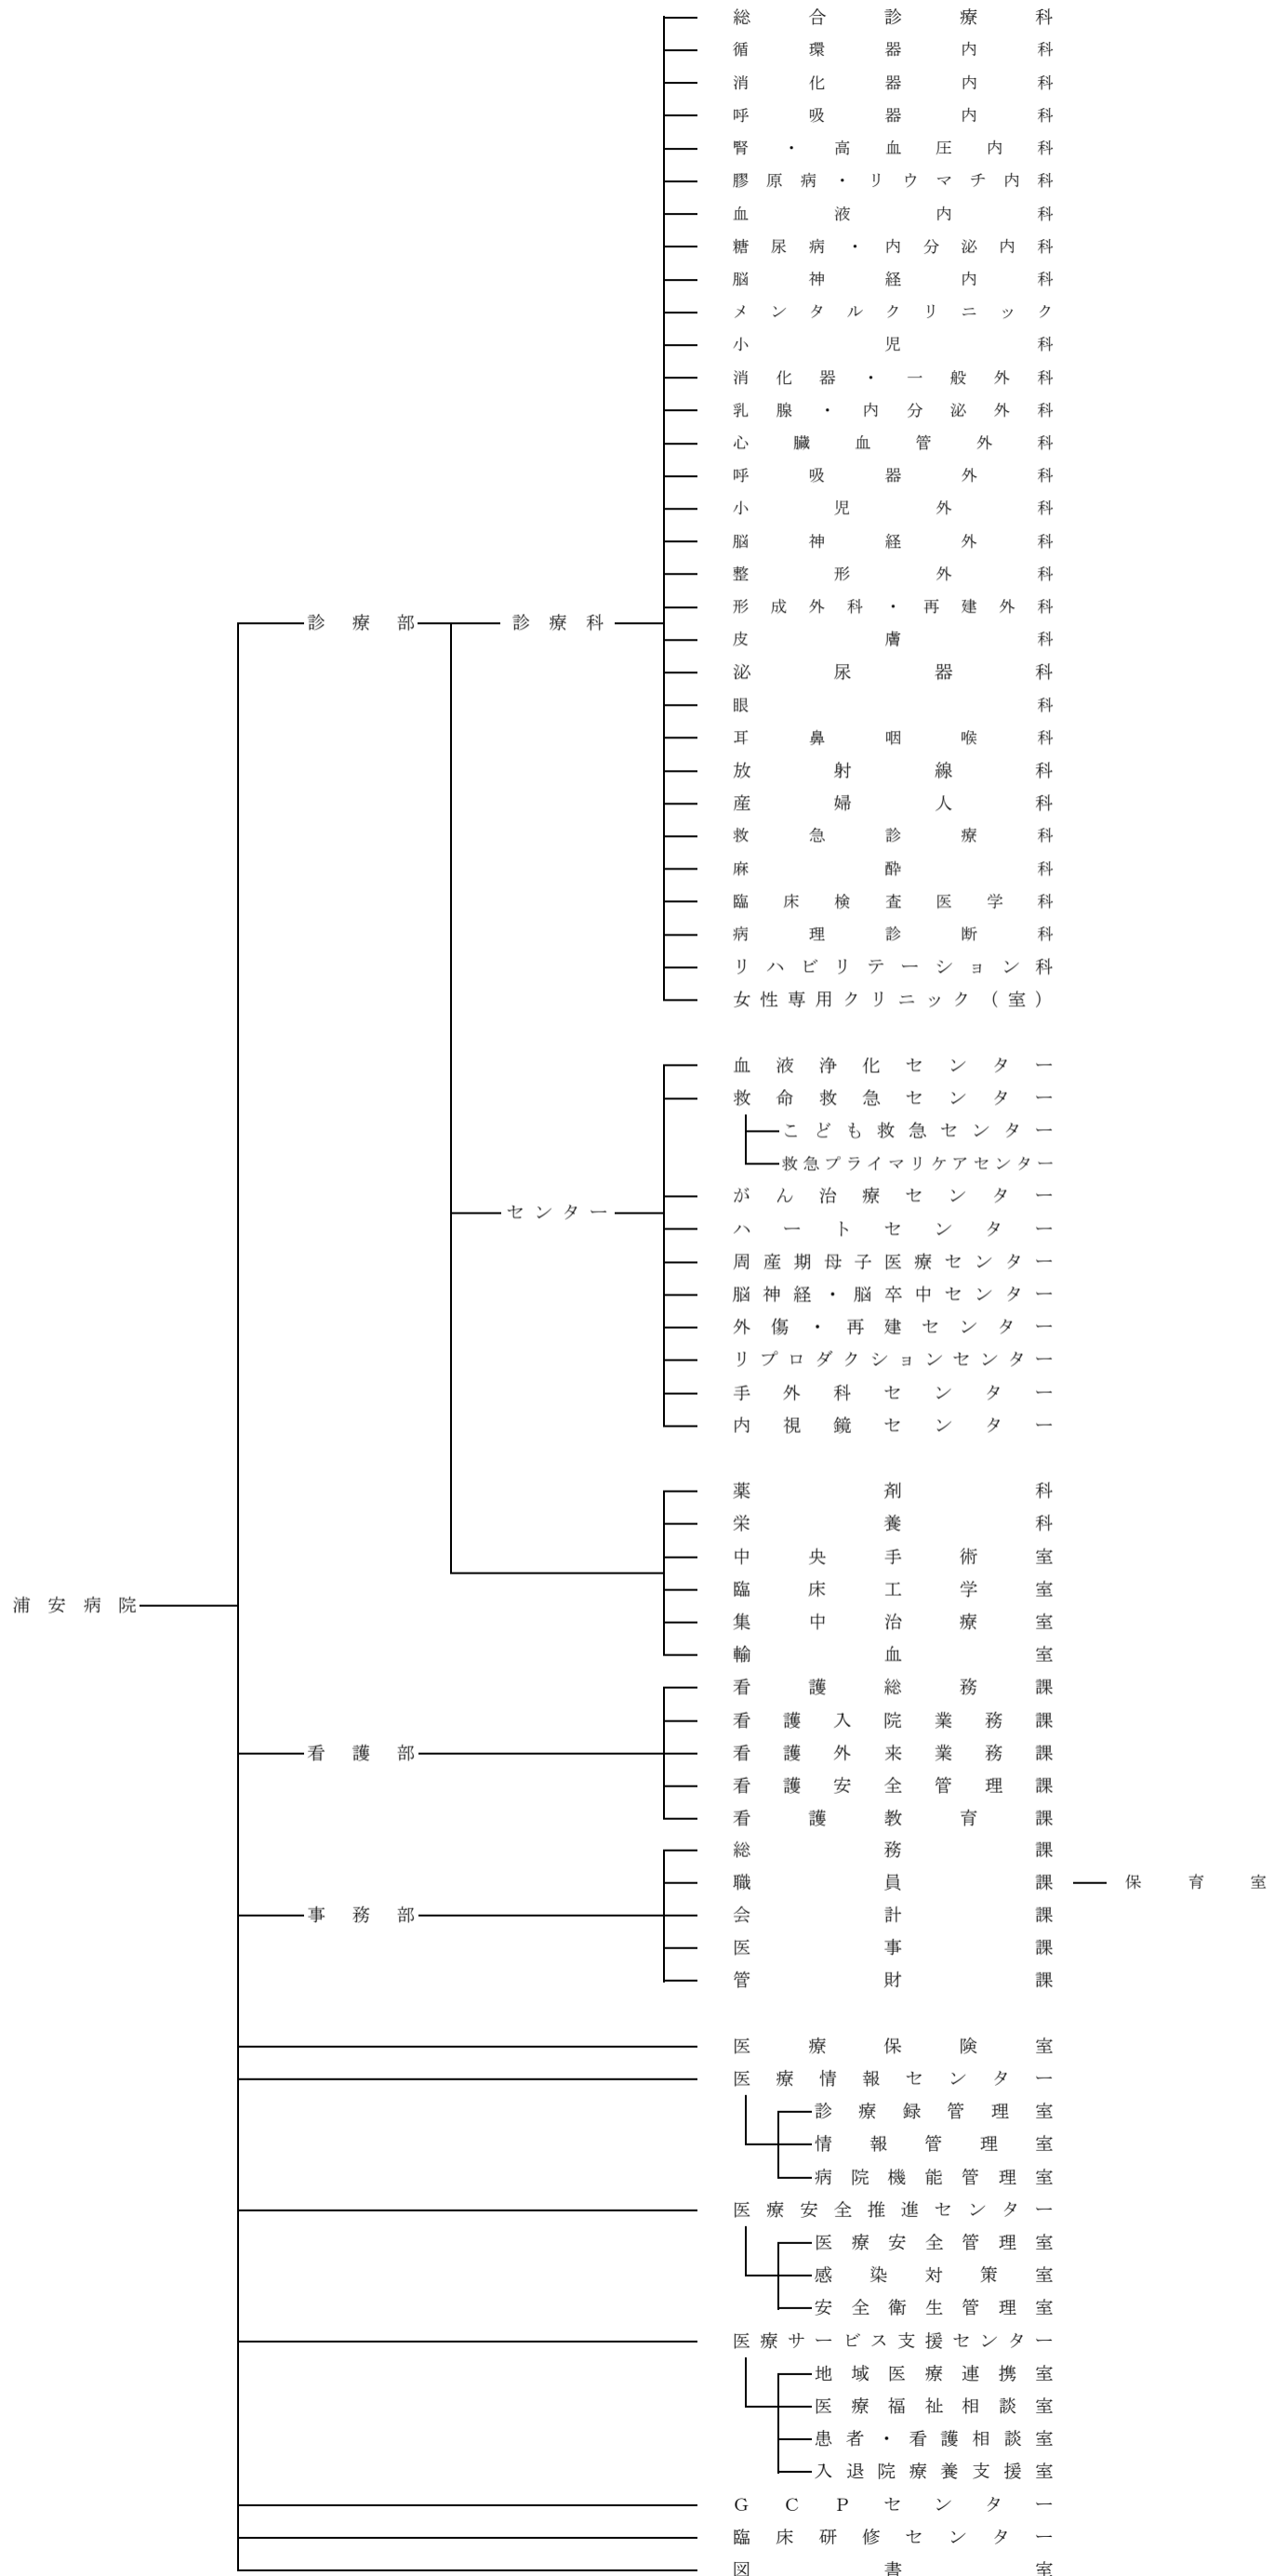 総合診療科
循環器内科
消化器内科
呼吸器内科
腎・高血圧内科
膠原病・リウマチ内科
血液内科
糖尿病・内分泌内科
脳神経内科
メンタルクリニック
小児科
消化器・一般外科
乳腺・内分泌外科
心臓血管外科
呼吸器外科
小児外科
脳神経外科
整形外科
形成外科・再建外科
診療部 診療科
皮膚科
泌尿器科
眼科
耳鼻咽喉科
放射線科
産婦人科
救急診療科
麻酔科
臨床検査医学科
病理診断科
リハビリテーション科
女性専用クリニック（室）
血液浄化センター
救命救急センター
こども救急センター
救急プライマリケアセンター
がん治療センター
センター
ハートセンター
周産期母子医療センター
脳神経・脳卒中センター
外傷・再建センター
リプロダクションセンター
手外科センター
内視鏡センター
薬剤科
栄養科
中央手術室
臨床工学室
浦安病院
集中治療室
輸血室
看護総務課
看護入院業務課
看護部 看護外来業務課
看護安全管理課
看護教育課
総務課
職員課 保育室
事務部 会計課
医事課
管財課
医療保険室
医療情報センター
診療録管理室
情報管理室
病院機能管理室
医療安全推進センター
医療安全管理室
感染対策室
安全衛生管理室
医療サービス支援センター
地域医療連携室
医療福祉相談室
患者・看護相談室
入退院療養支援室
ＧＣＰセンター
臨床研修センター
図書室